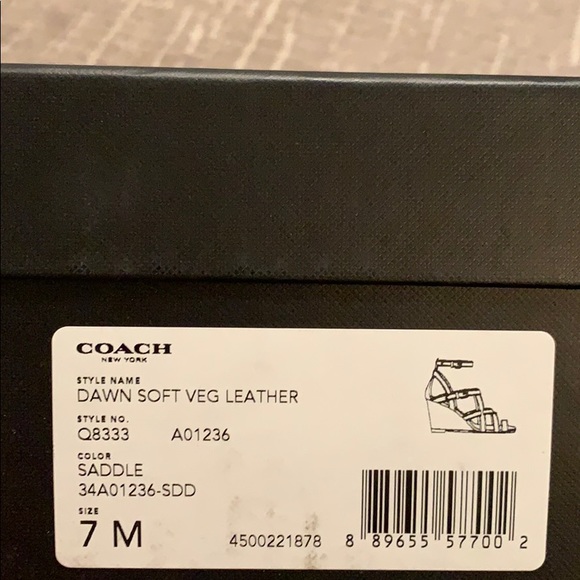 COACH
NEW YORK
STYLE NAME
DAWN SOFT VEG LEATHER
STYLE NO.
Q8333 A01236
COLOR
SADDLE
34A01236-SDD
SIZE
7 M
4500221878 8 89655 57700 2